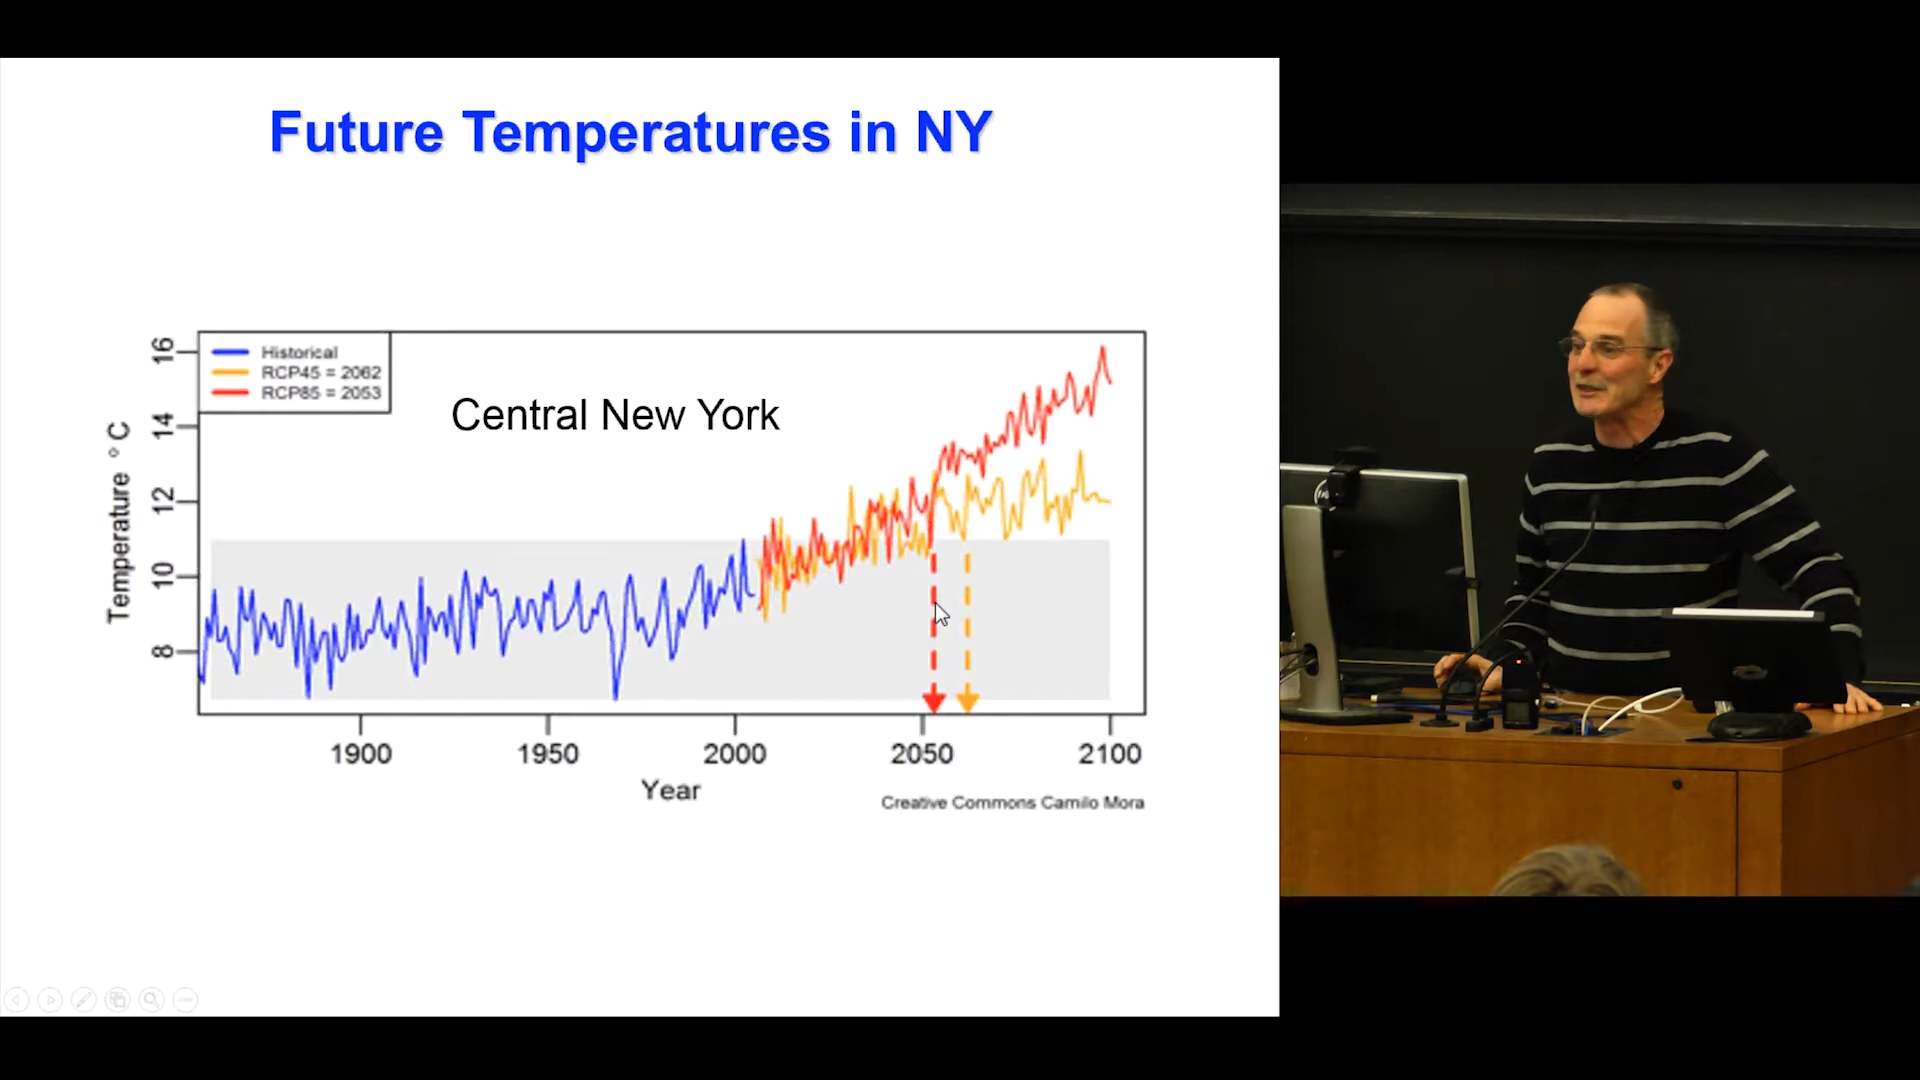 Future Temperatures in NY
Historical
RCP45 = 2062
RCP85 = 2053
Central New York
Temperature ° C
16
14
12
10
8
1900
1950
2000
2050
2100
Year
Creative Commons Camilo Mora